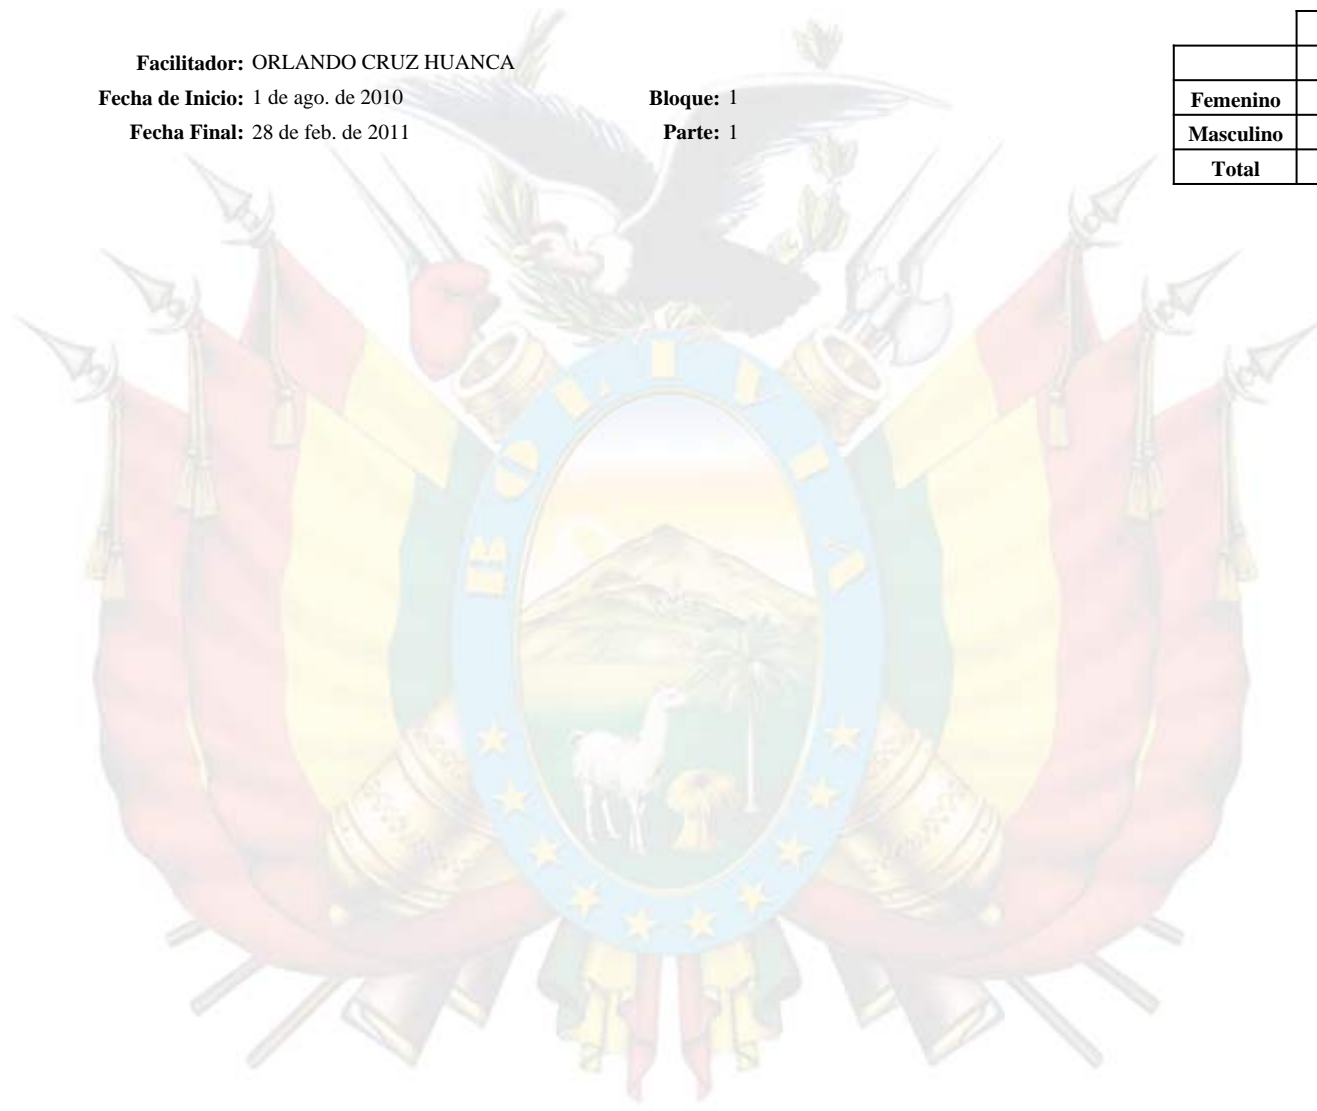 Facilitador: ORLANDO CRUZ HUANCA
Fecha de Inicio: 1 de ago. de 2010 Bloque: 1
Fecha Final: 28 de feb. de 2011 Parte: 1
Femenino
Masculino
Total
BOLIVIA